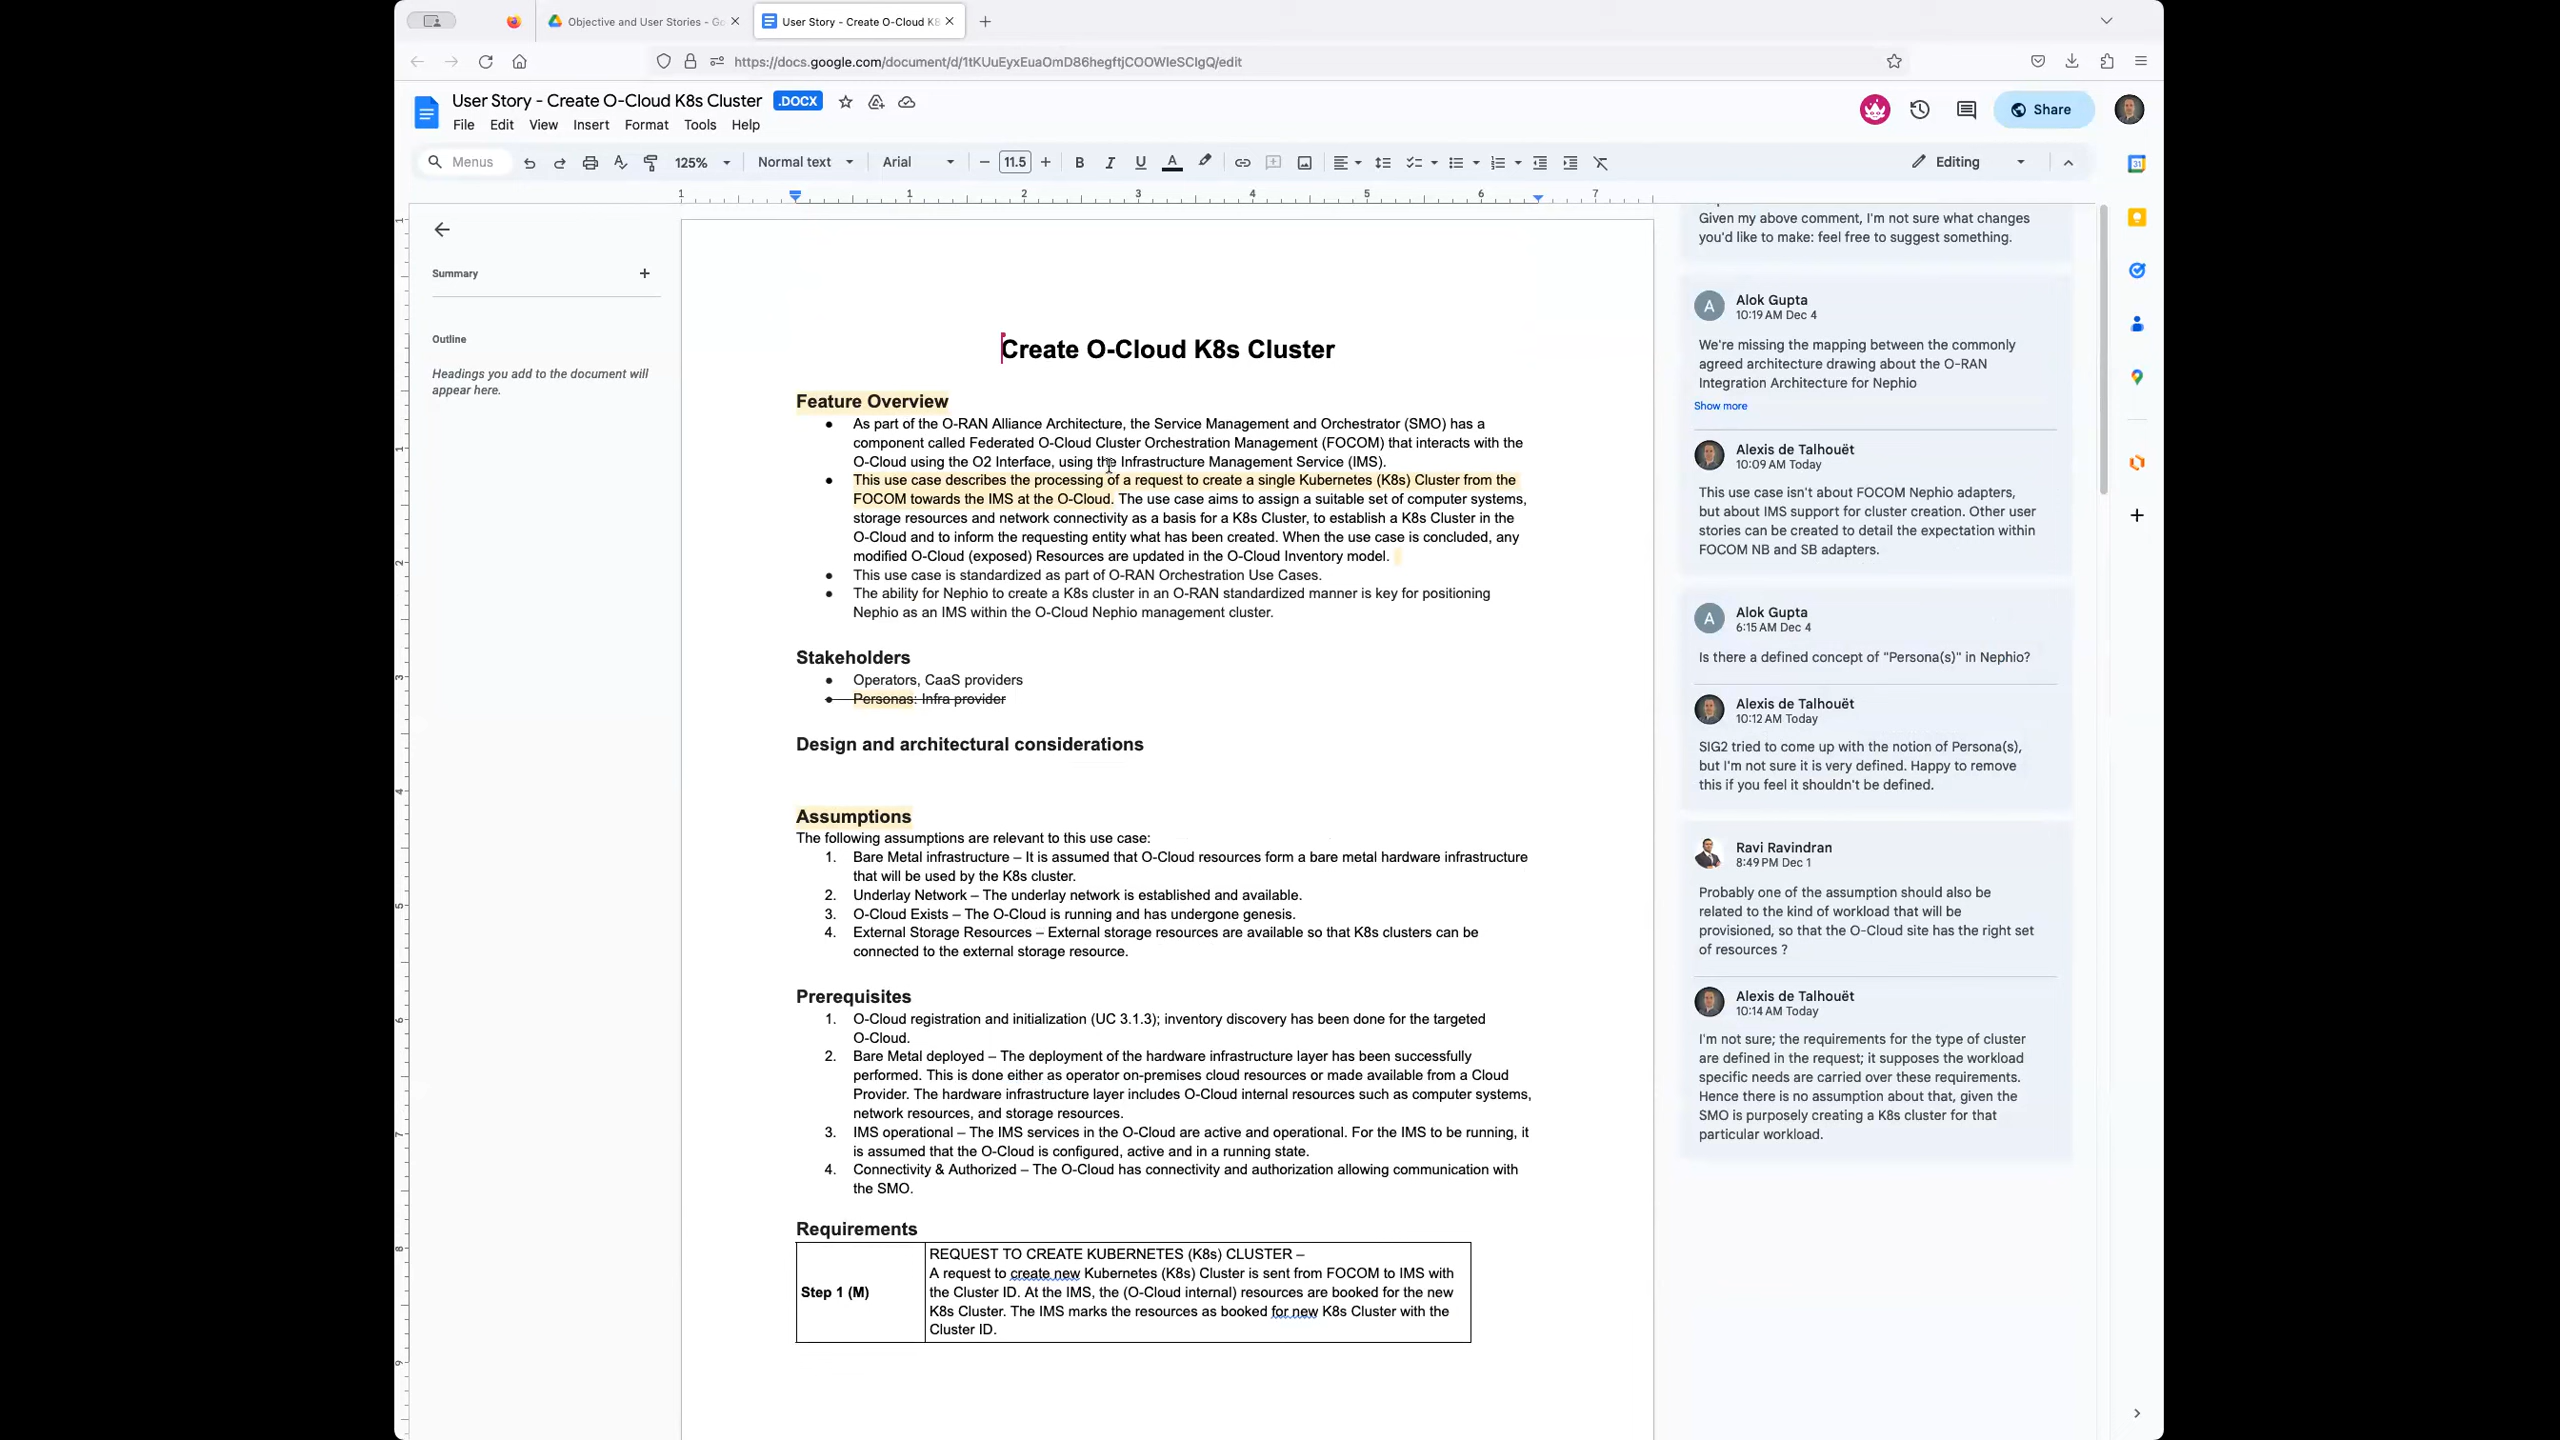 Objective and User Stories - Go
User Story - Create O-Cloud K8
https://docs.google.com/document/d/1tKUuEyxEuaOmD86hegftjCOOWIeSCIgQ/edit
User Story - Create O-Cloud K8s Cluster
.DOCX
File Edit View Insert Format Tools Help
Share
Menus
125%
Normal text
Arial
11.5
Editing
1 1 2 3 4 5 6 7
Summary
Outline
Headings you add to the document will
appear here.
Create O-Cloud K8s Cluster
Feature Overview
● As part of the O-RAN Alliance Architecture, the Service Management and Orchestrator (SMO) has a
component called Federated O-Cloud Cluster Orchestration Management (FOCOM) that interacts with the
O-Cloud using the O2 Interface, using the Infrastructure Management Service (IMS).
● This use case describes the processing of a request to create a single Kubernetes (K8s) Cluster from the
FOCOM towards the IMS at the O-Cloud. The use case aims to assign a suitable set of computer systems,
storage resources and network connectivity as a basis for a K8s Cluster, to establish a K8s Cluster in the
O-Cloud and to inform the requesting entity what has been created. When the use case is concluded, any
modified O-Cloud (exposed) Resources are updated in the O-Cloud Inventory model.
● This use case is standardized as part of O-RAN Orchestration Use Cases.
● The ability for Nephio to create a K8s cluster in an O-RAN standardized manner is key for positioning
Nephio as an IMS within the O-Cloud Nephio management cluster.
Stakeholders
● Operators, CaaS providers
● Personas: Infra provider
Design and architectural considerations
Assumptions
The following assumptions are relevant to this use case:
1. Bare Metal infrastructure – It is assumed that O-Cloud resources form a bare metal hardware infrastructure
that will be used by the K8s cluster.
2. Underlay Network – The underlay network is established and available.
3. O-Cloud Exists – The O-Cloud is running and has undergone genesis.
4. External Storage Resources – External storage resources are available so that K8s clusters can be
connected to the external storage resource.
Prerequisites
1. O-Cloud registration and initialization (UC 3.1.3); inventory discovery has been done for the targeted
O-Cloud.
2. Bare Metal deployed – The deployment of the hardware infrastructure layer has been successfully
performed. This is done either as operator on-premises cloud resources or made available from a Cloud
Provider. The hardware infrastructure layer includes O-Cloud internal resources such as computer systems,
network resources, and storage resources.
3. IMS operational – The IMS services in the O-Cloud are active and operational. For the IMS to be running, it
is assumed that the O-Cloud is configured, active and in a running state.
4. Connectivity & Authorized – The O-Cloud has connectivity and authorization allowing communication with
the SMO.
Requirements
Step 1 (M)
REQUEST TO CREATE KUBERNETES (K8s) CLUSTER –
A request to create new Kubernetes (K8s) Cluster is sent from FOCOM to IMS with
the Cluster ID. At the IMS, the (O-Cloud internal) resources are booked for the new
K8s Cluster. The IMS marks the resources as booked for new K8s Cluster with the
Cluster ID.
Given my above comment, I'm not sure what changes
you'd like to make: feel free to suggest something.
A
Alok Gupta
10:19 AM Dec 4
We're missing the mapping between the commonly
agreed architecture drawing about the O-RAN
Integration Architecture for Nephio
Show more
Alexis de Talhouët
10:09 AM Today
This use case isn't about FOCOM Nephio adapters,
but about IMS support for cluster creation. Other user
stories can be created to detail the expectation within
FOCOM NB and SB adapters.
A
Alok Gupta
6:15 AM Dec 4
Is there a defined concept of "Persona(s)" in Nephio?
Alexis de Talhouët
10:12 AM Today
SIG2 tried to come up with the notion of Persona(s),
but I'm not sure it is very defined. Happy to remove
this if you feel it shouldn't be defined.
Ravi Ravindran
8:49 PM Dec 1
Probably one of the assumption should also be
related to the kind of workload that will be
provisioned, so that the O-Cloud site has the right set
of resources ?
Alexis de Talhouët
10:14 AM Today
I'm not sure; the requirements for the type of cluster
are defined in the request; it supposes the workload
specific needs are carried over these requirements.
Hence there is no assumption about that, given the
SMO is purposely creating a K8s cluster for that
particular workload.